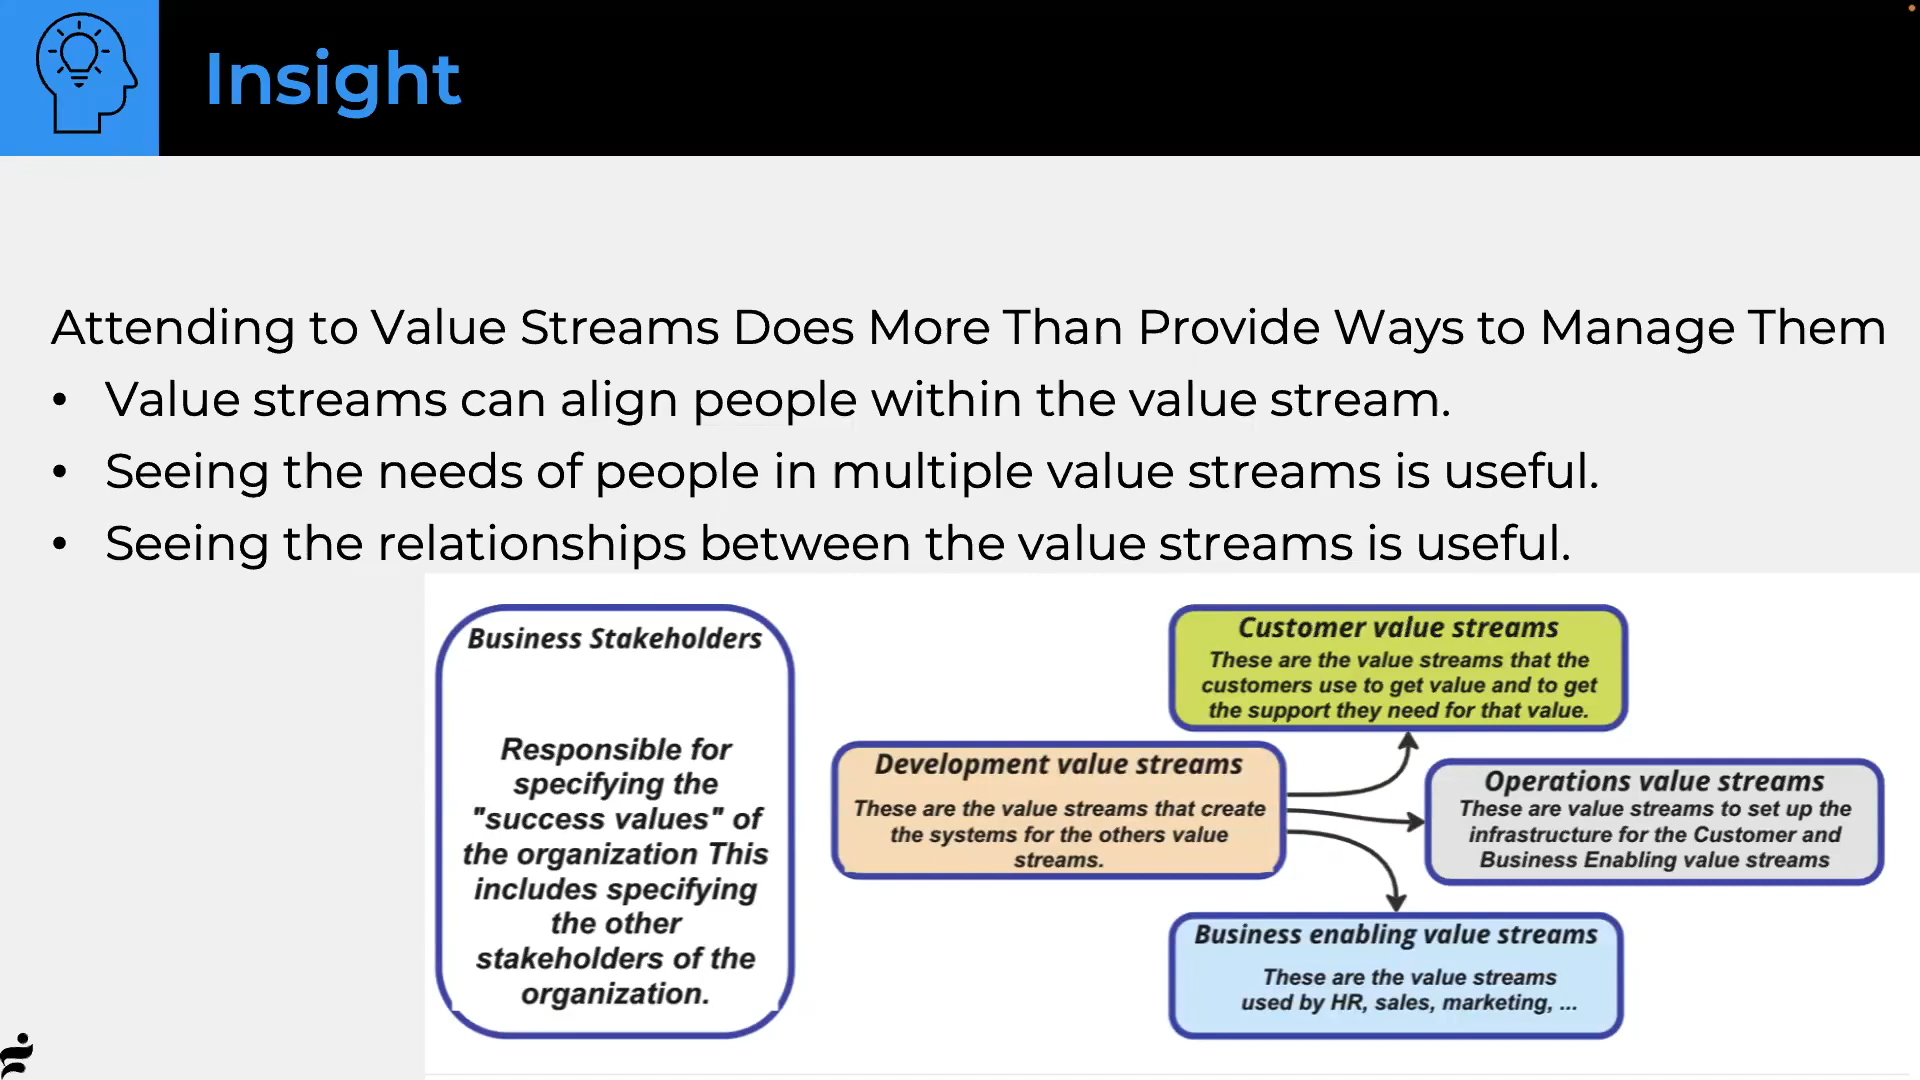 Insight
Attending to Value Streams Does More Than Provide Ways to Manage Them
• Value streams can align people within the value stream.
• Seeing the needs of people in multiple value streams is useful.
• Seeing the relationships between the value streams is useful.
Business Stakeholders
Responsible for
specifying the
"success values" of
the organization This
includes specifying
the other
stakeholders of the
organization.
Development value streams
These are the value streams that create
the systems for the others value
streams.
Customer value streams
These are the value streams that the
customers use to get value and to get
the support they need for that value.
Operations value streams
These are value streams to set up the
infrastructure for the Customer and
Business Enabling value streams
Business enabling value streams
These are the value streams
used by HR, sales, marketing, ...